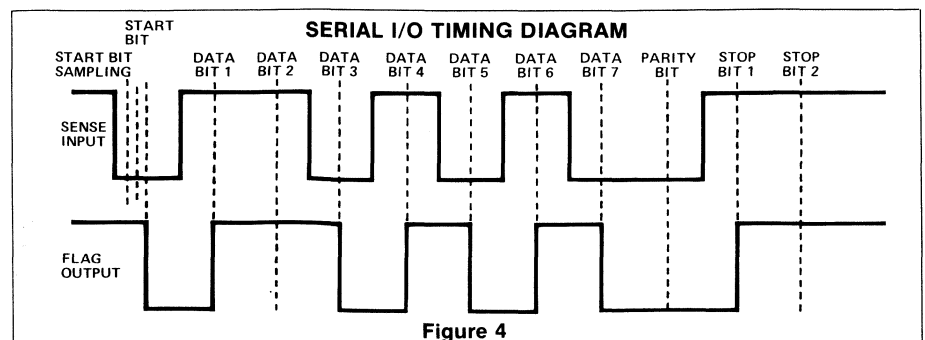 SERIAL I/O TIMING DIAGRAM
START
BIT
START BIT
SAMPLING
DATA
BIT 1
DATA
BIT 2
DATA
BIT 3
DATA
BIT 4
DATA
BIT 5
DATA
BIT 6
DATA
BIT 7
PARITY
BIT
STOP
BIT 1
STOP
BIT 2
SENSE
INPUT
FLAG
OUTPUT
Figure 4